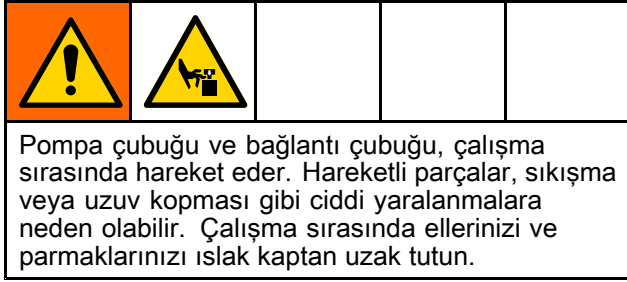 Pompa çubuğu ve bağlantı çubuğu, çalışma
sırasında hareket eder. Hareketli parçalar, sıkışma
veya uzuv kopması gibi ciddi yaralanmalara
neden olabilir. Çalışma sırasında ellerinizi ve
parmaklarınızı ıslak kaptan uzak tutun.